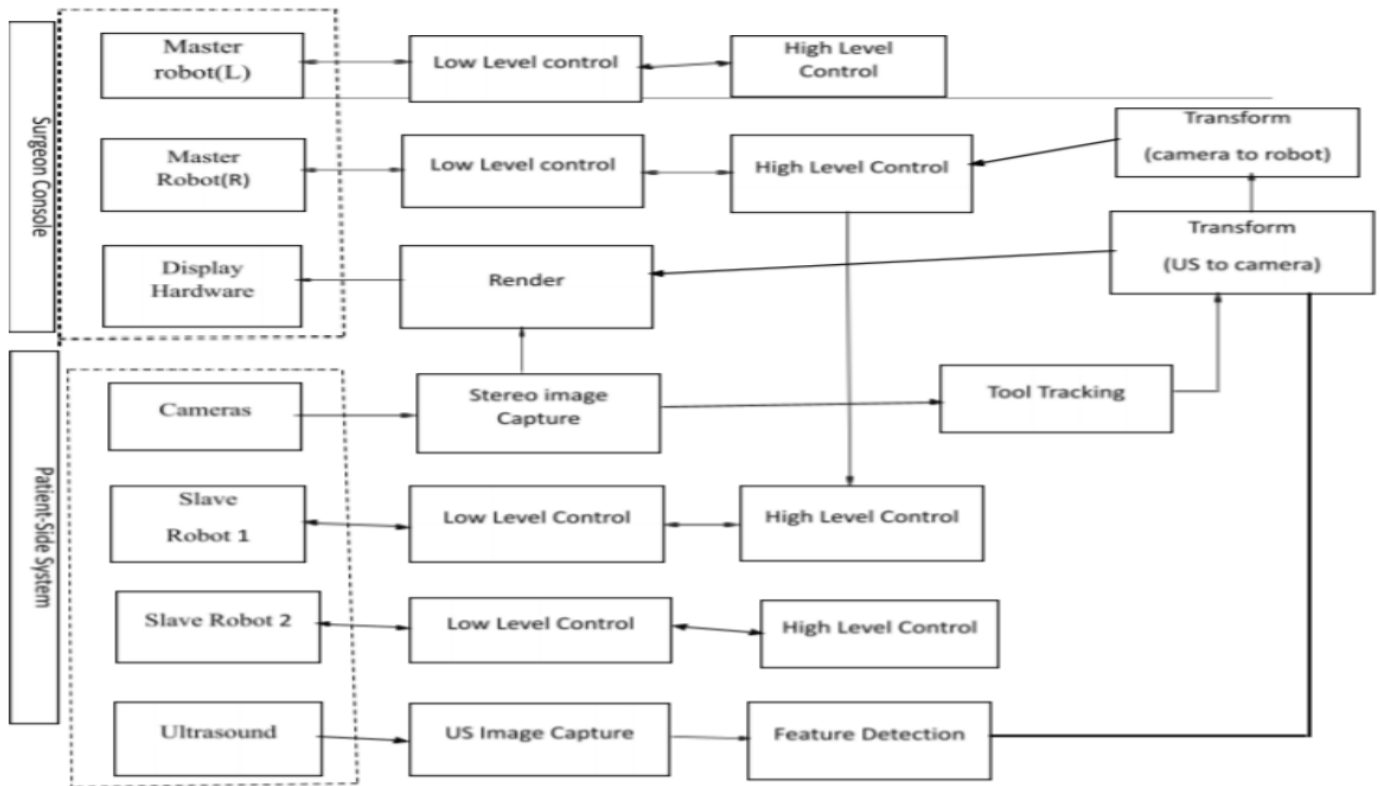 Surgeon Console
Master
robot(L)
Low Level control
High Level
Control
Master
Robot(R)
Low Level control
High Level Control
Transform
(camera to robot)
Display
Hardware
Render
Transform
(US to camera)
Patient-Side System
Cameras
Stereo image
Capture
Tool Tracking
Slave
Robot 1
Low Level Control
High Level Control
Slave Robot 2
Low Level Control
High Level Control
Ultrasound
US Image Capture
Feature Detection